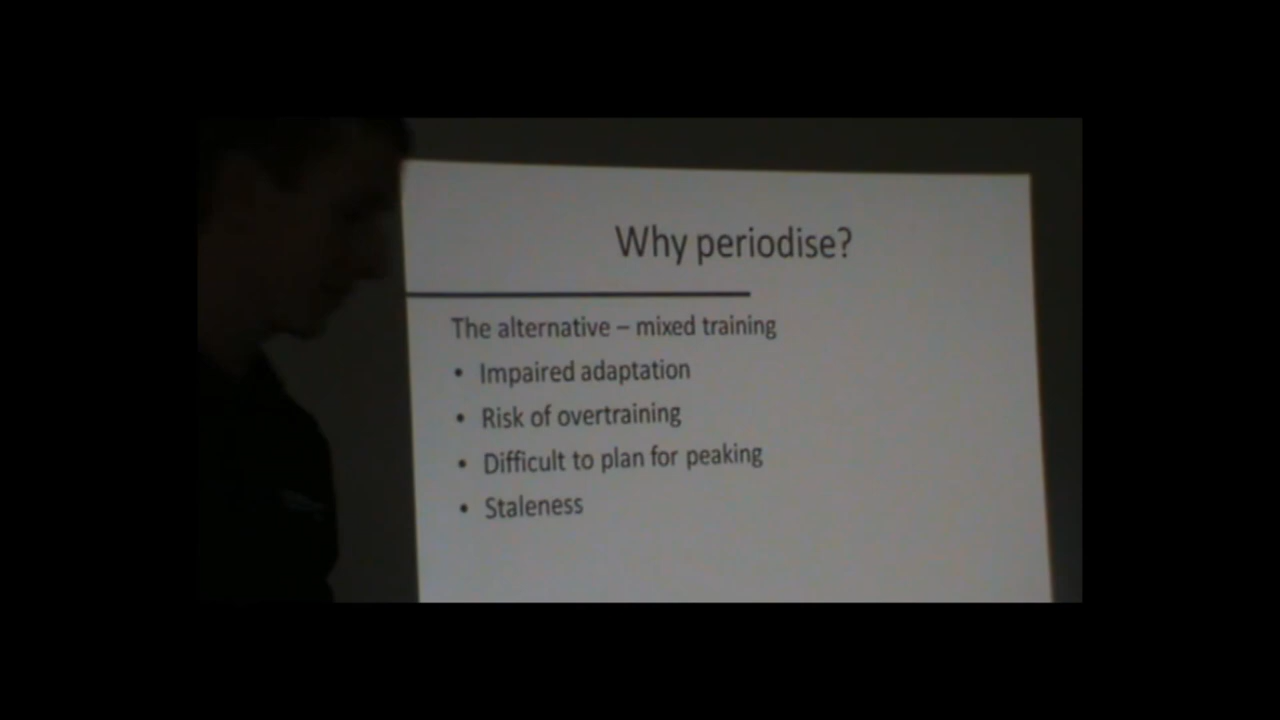 Why periodise?
The alternative – mixed training
• Impaired adaptation
• Risk of overtraining
• Difficult to plan for peaking
• Staleness